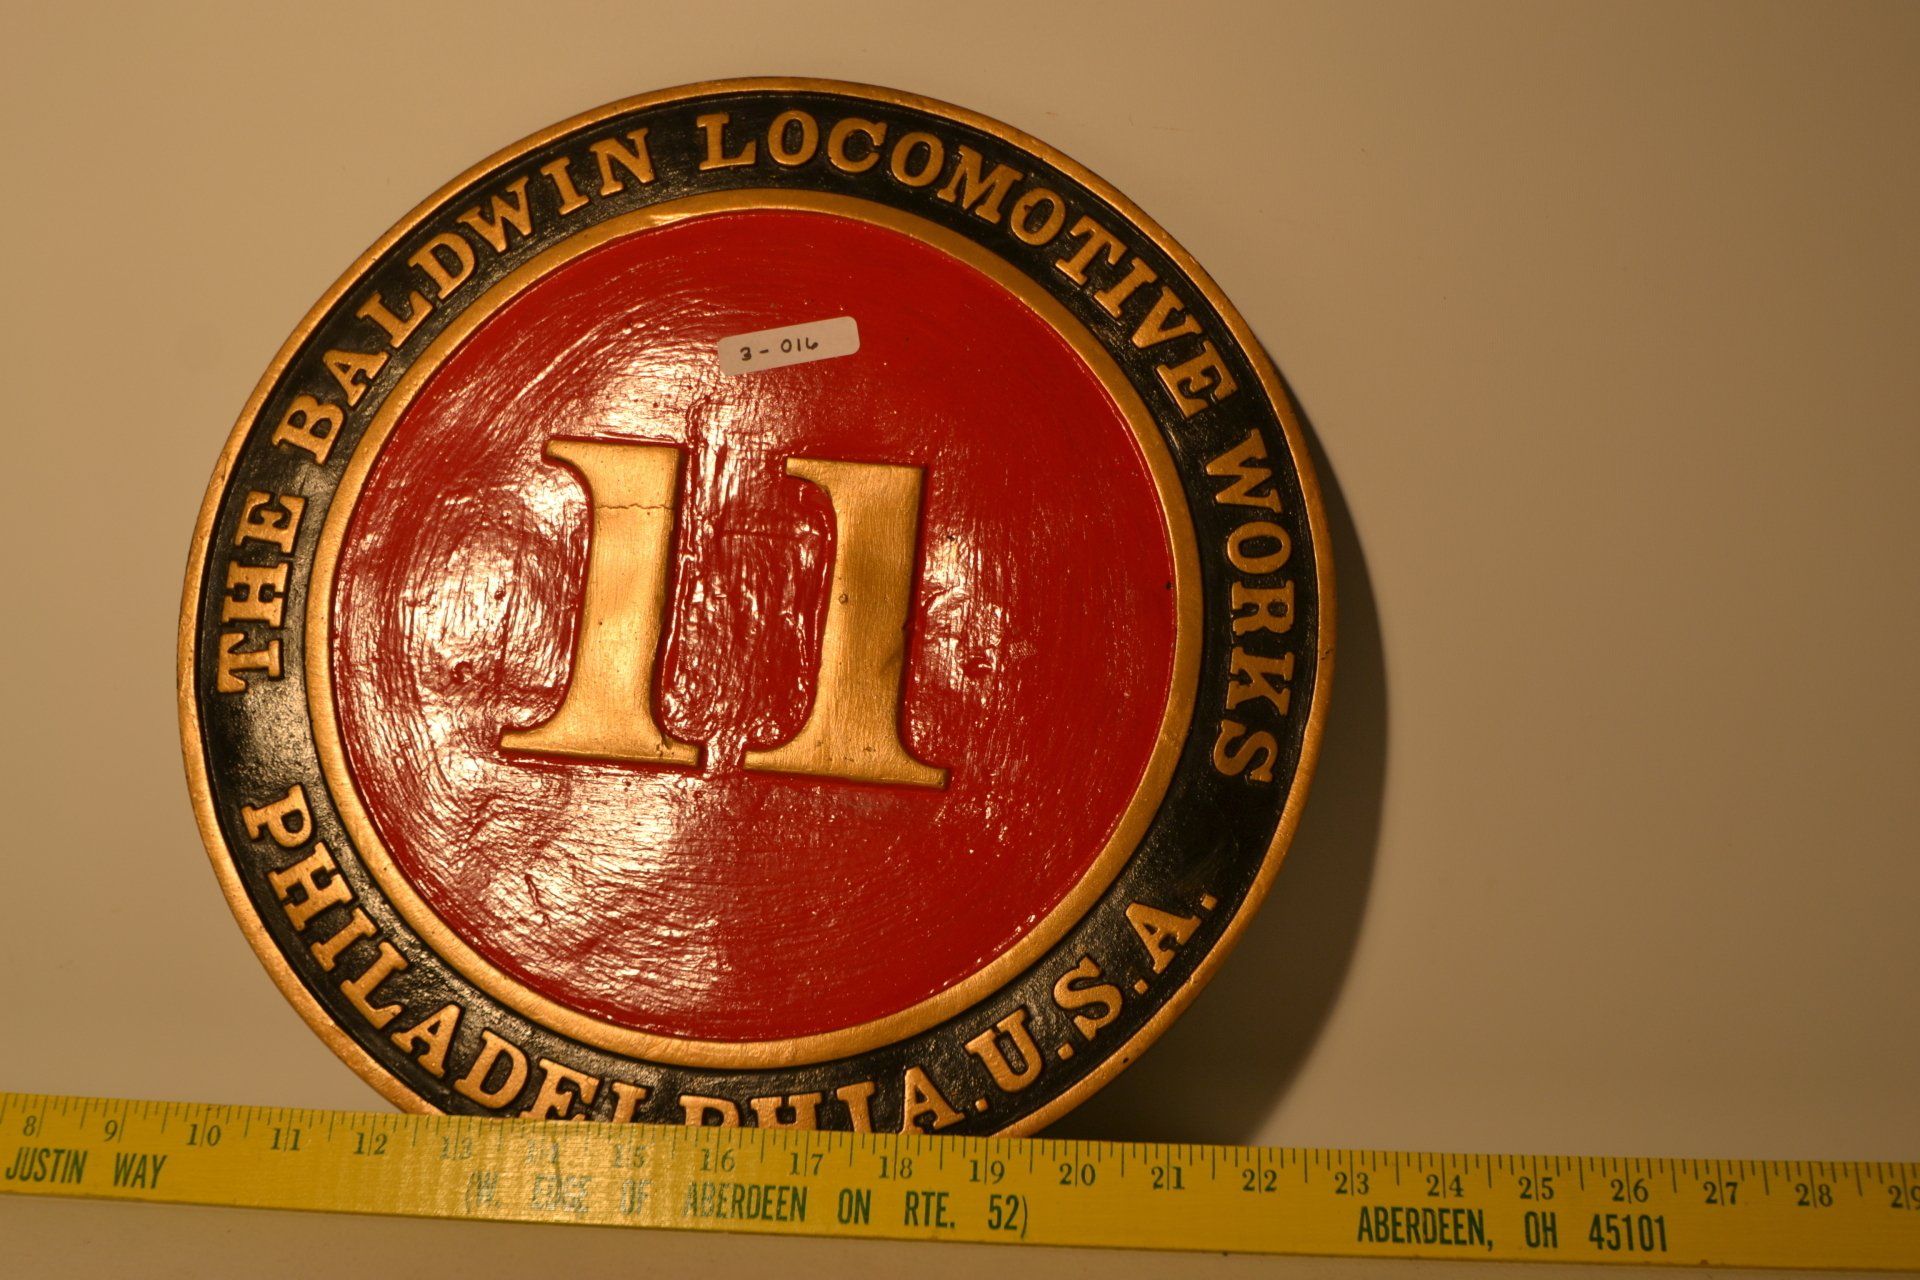 THE BALDWIN LOCOMOTIVE WORKS
3-016
11
PHILADELPHIA. U.S.A.
8 9 10 11 12 13 14 15 16 17 18 19 20 21 22 23 24 25 26 27 28 29
JUSTIN WAY (W. EDGE OF ABERDEEN ON RTE. 52) ABERDEEN, OH 45101